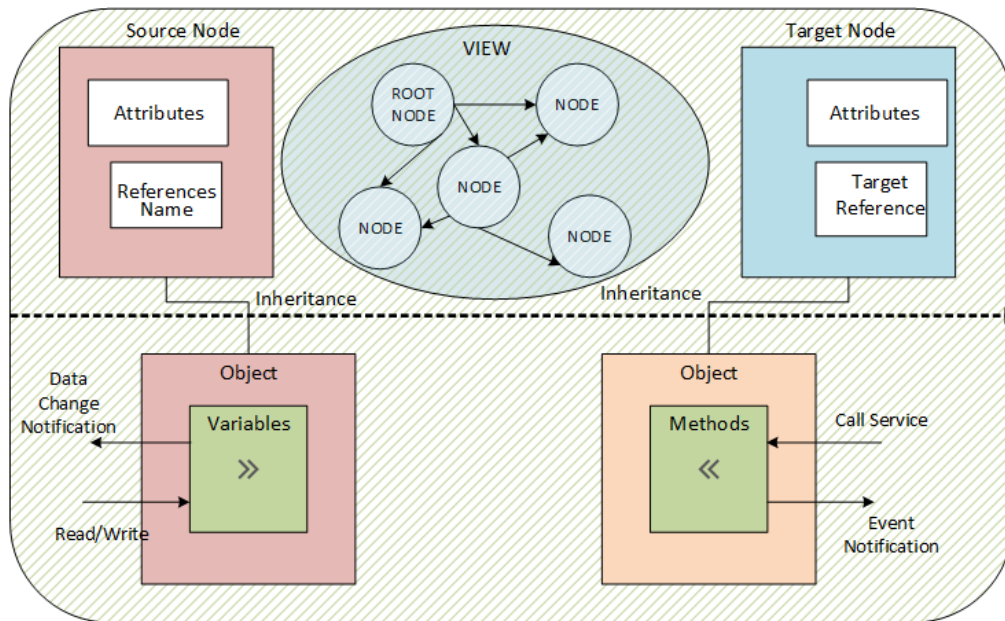 Source Node
VIEW
Target Node
Attributes
References
Name
ROOT
NODE
NODE
NODE
NODE
NODE
Attributes
Target
Reference
Inheritance
Inheritance
Object
Variables
Data
Change
Notification
Read/Write
Object
Methods
Call Service
Event
Notification